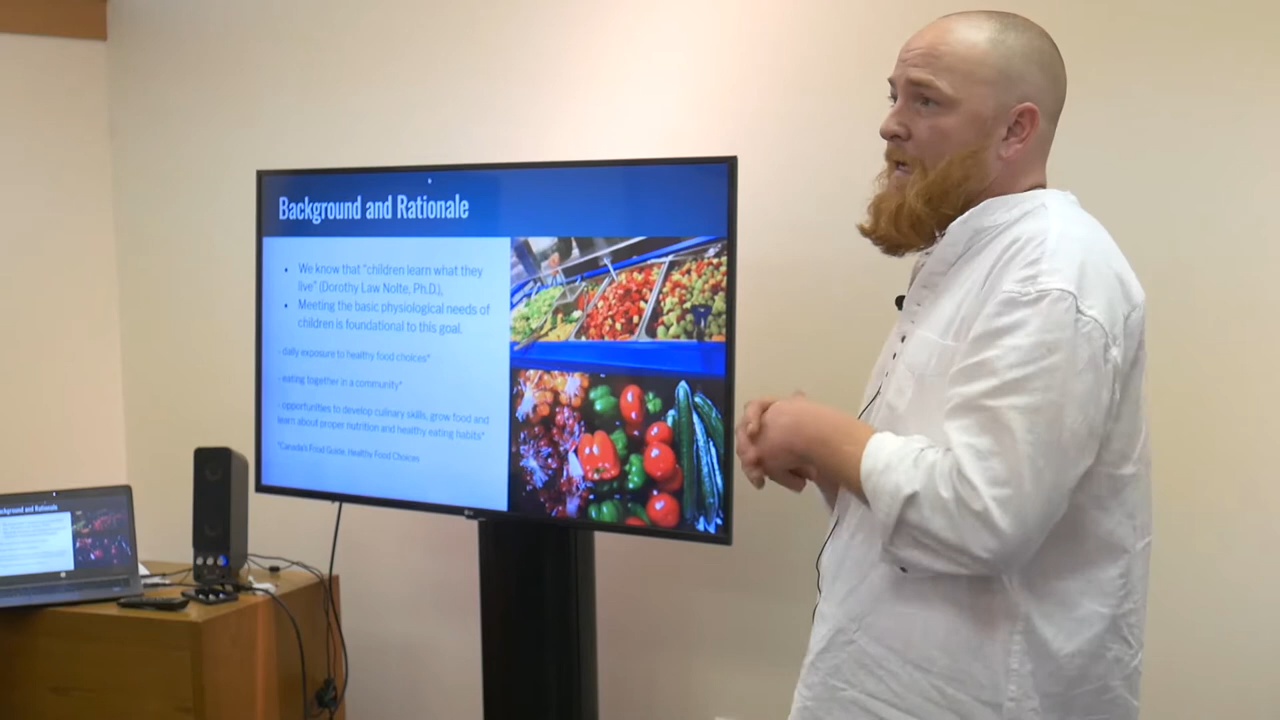 Background and Rationale
• We know that "children learn what they
live" (Dorothy Law Nolte, Ph.D.),
• Meeting the basic physiological needs of
children is foundational to this goal.
- daily exposure to healthy food choices*
- eating together in a community*
- opportunities to develop culinary skills, grow food and
learn about proper nutrition and healthy eating habits*
*Canada's Food Guide, Healthy Food Choices
LG
ackground and Rationale